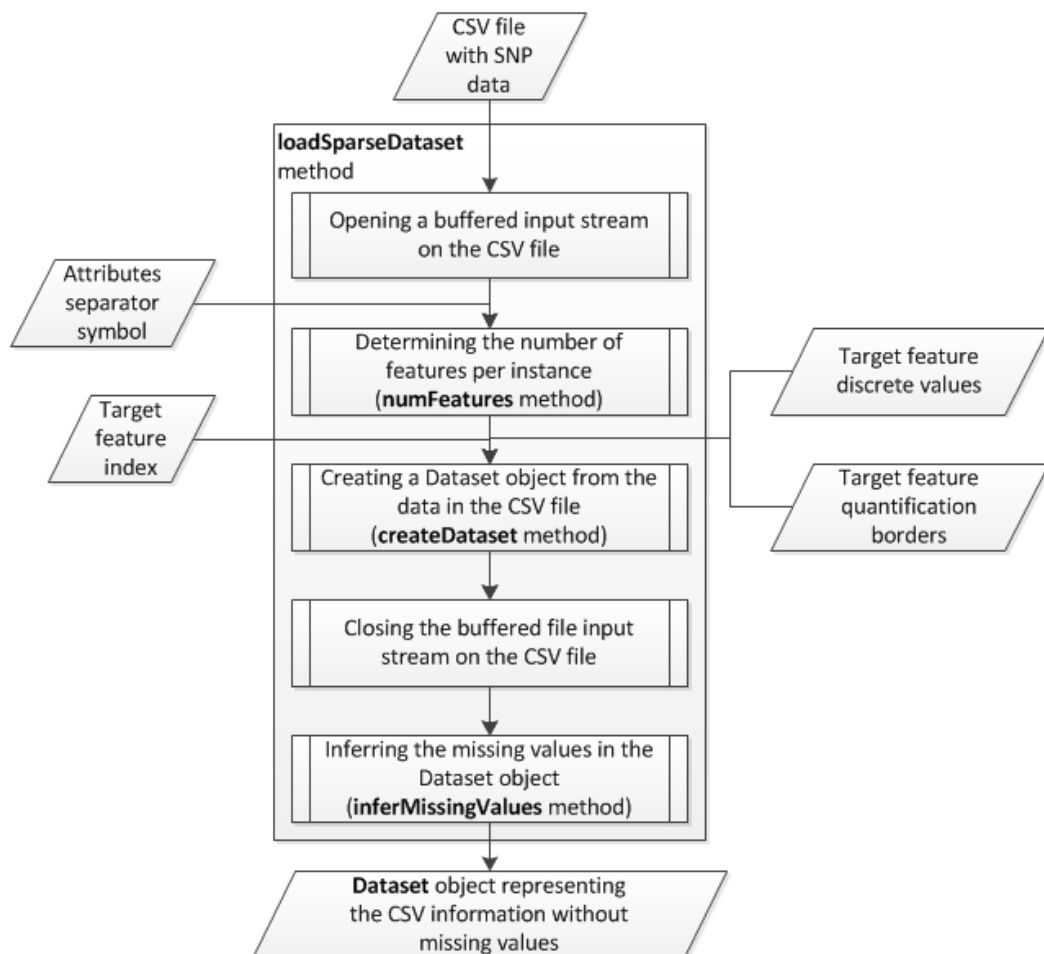 CSV file
with SNP
data
loadSparseDataset
method
Opening a buffered input stream
on the CSV file
Attributes
separator
symbol
Determining the number of
features per instance
(numFeatures method)
Target feature
discrete values
Target
feature
index
Creating a Dataset object from the
data in the CSV file
(createDataset method)
Target feature
quantification
borders
Closing the buffered file input
stream on the CSV file
Inferring the missing values in the
Dataset object
(inferMissingValues method)
Dataset object representing
the CSV information without
missing values